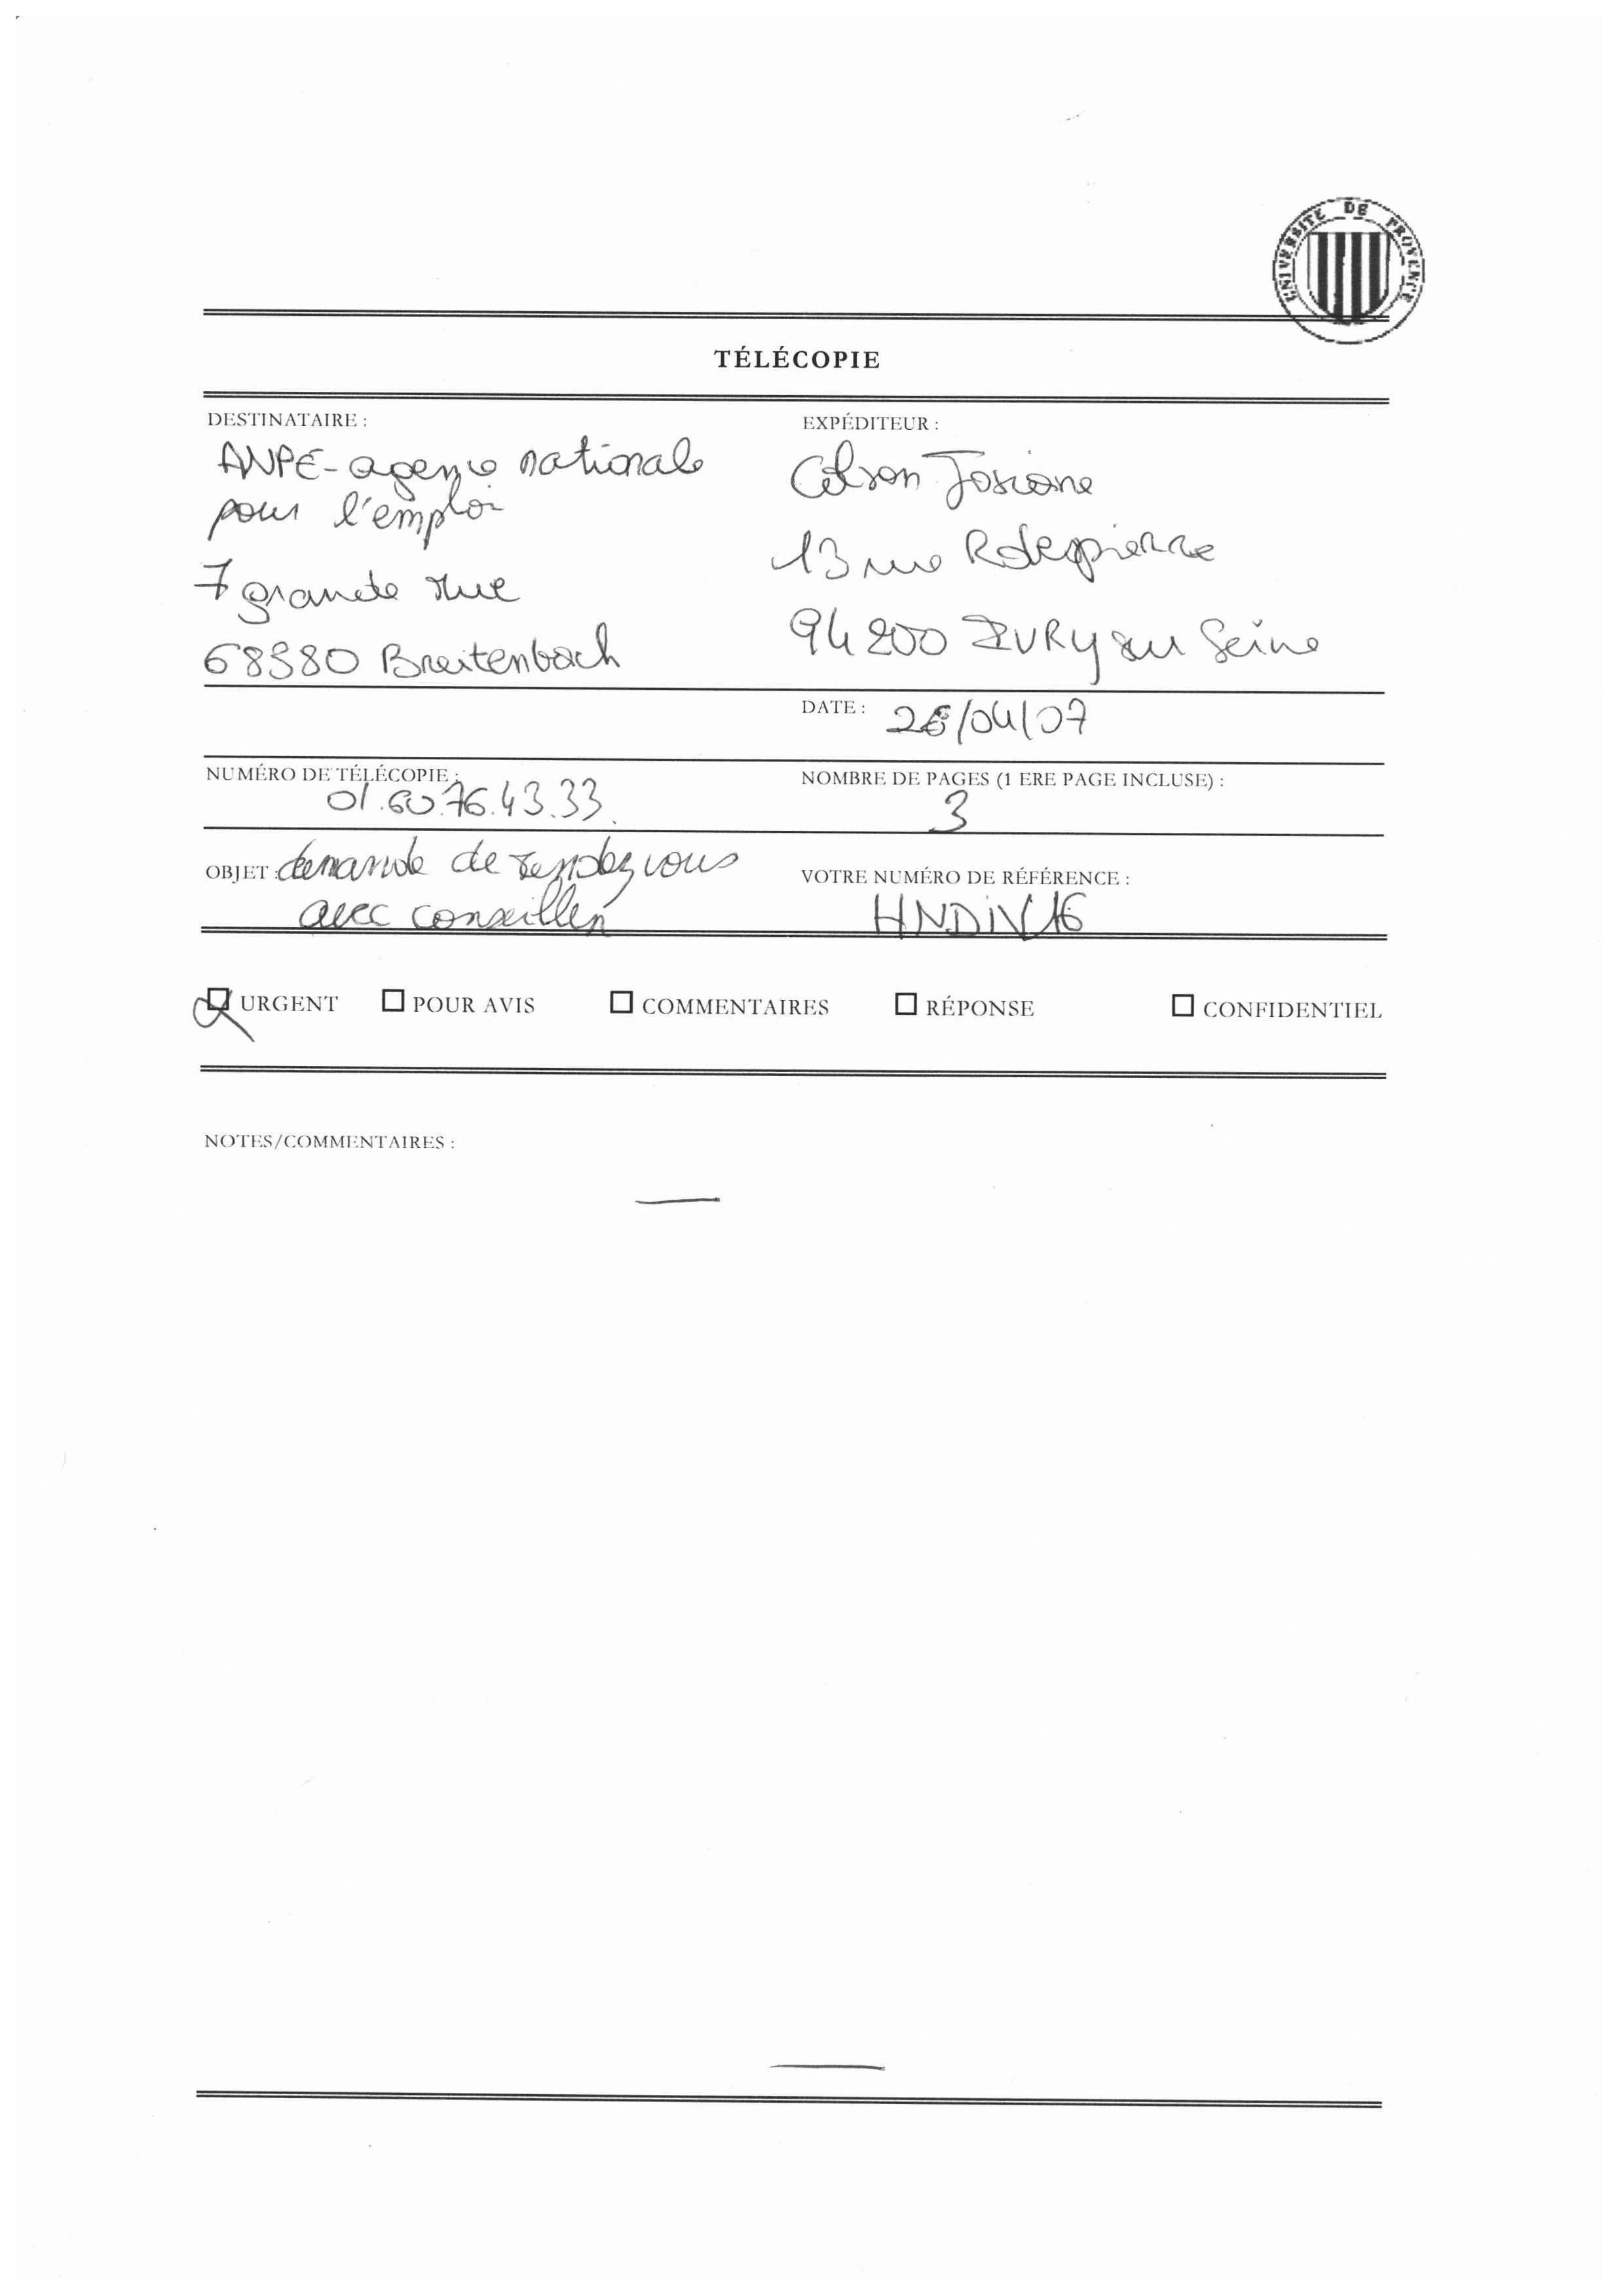 UNIVERSITE DE PROVENCE
TÉLÉCOPIE
DESTINATAIRE :
ANPE - agence nationale
pour l'emploi
7 grande rue
68380 Breitenbach
EXPÉDITEUR :
Colson Josiane
13 rue Robespierre
94200 IVRY sur Seine
DATE : 26/04/07
NUMÉRO DE TÉLÉCOPIE :
01.60.76.43.33.
NOMBRE DE PAGES (1 ERE PAGE INCLUSE) :
3
OBJET : demande de rendez vous
avec conseiller
VOTRE NUMÉRO DE RÉFÉRENCE :
HNDIV16
URGENT POUR AVIS COMMENTAIRES RÉPONSE CONFIDENTIEL
NOTES/COMMENTAIRES :